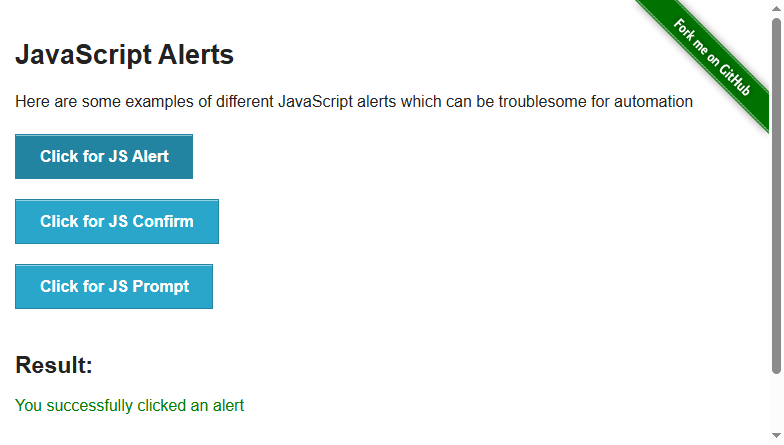 Fork me on GitHub
JavaScript Alerts
Here are some examples of different JavaScript alerts which can be troublesome for automation
Click for JS Alert
Click for JS Confirm
Click for JS Prompt
Result:
You successfully clicked an alert